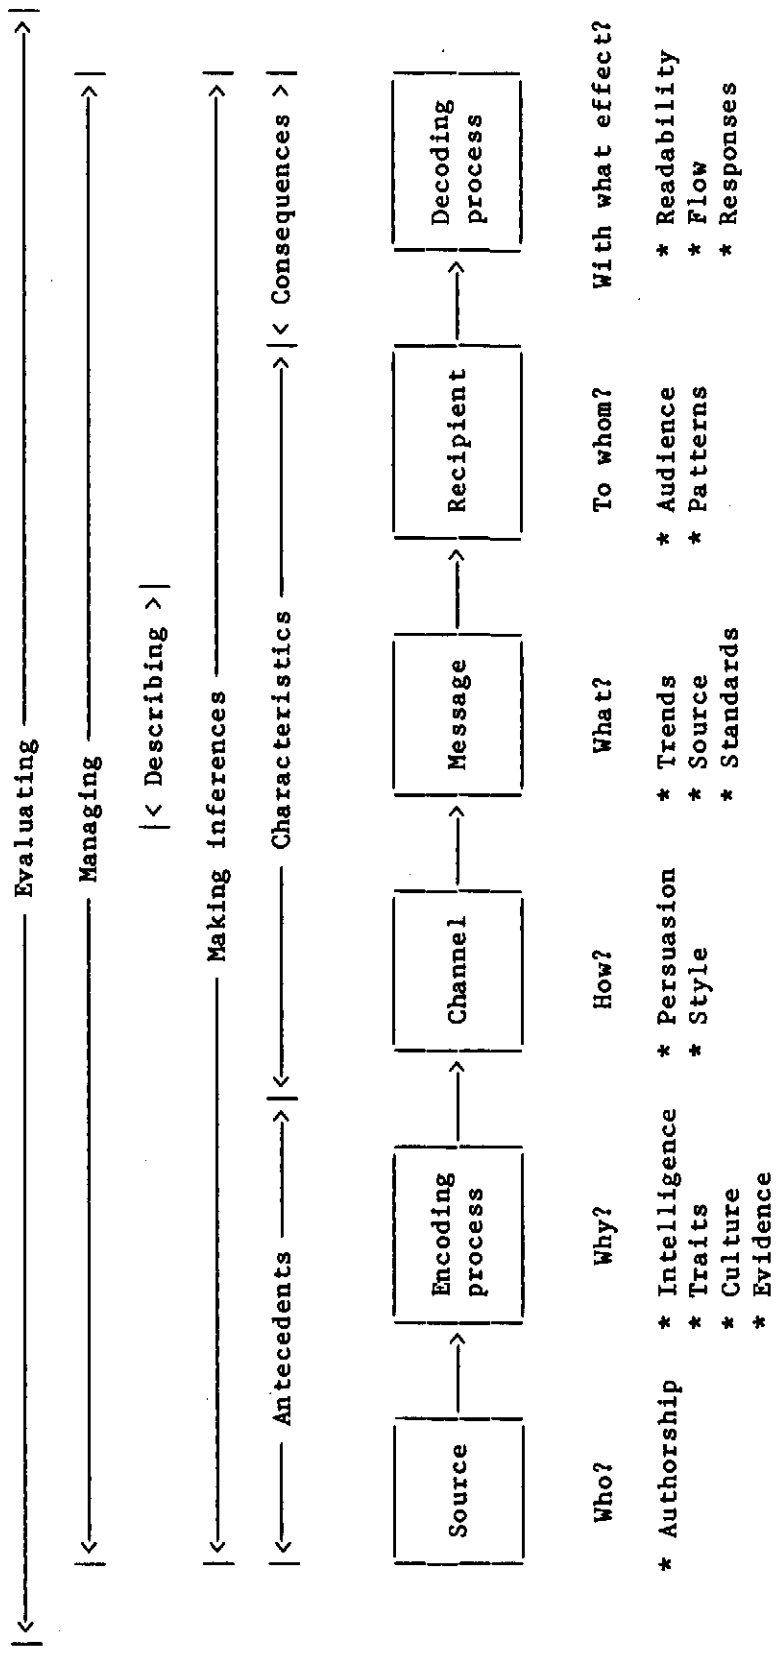 |<———— Evaluating ————>|
|<———— Managing ————>|
|< Describing >|
|<———— Making inferences ————>|
|<—— Antecedents ——>|<———— Characteristics ————>|< Consequences >|
Source
Encoding
process
Channel
Message
Recipient
Decoding
process
Who?
* Authorship
Why?
* Intelligence
* Traits
* Culture
* Evidence
How?
* Persuasion
* Style
What?
* Trends
* Source
* Standards
To whom?
* Audience
* Patterns
With what effect?
* Readability
* Flow
* Responses